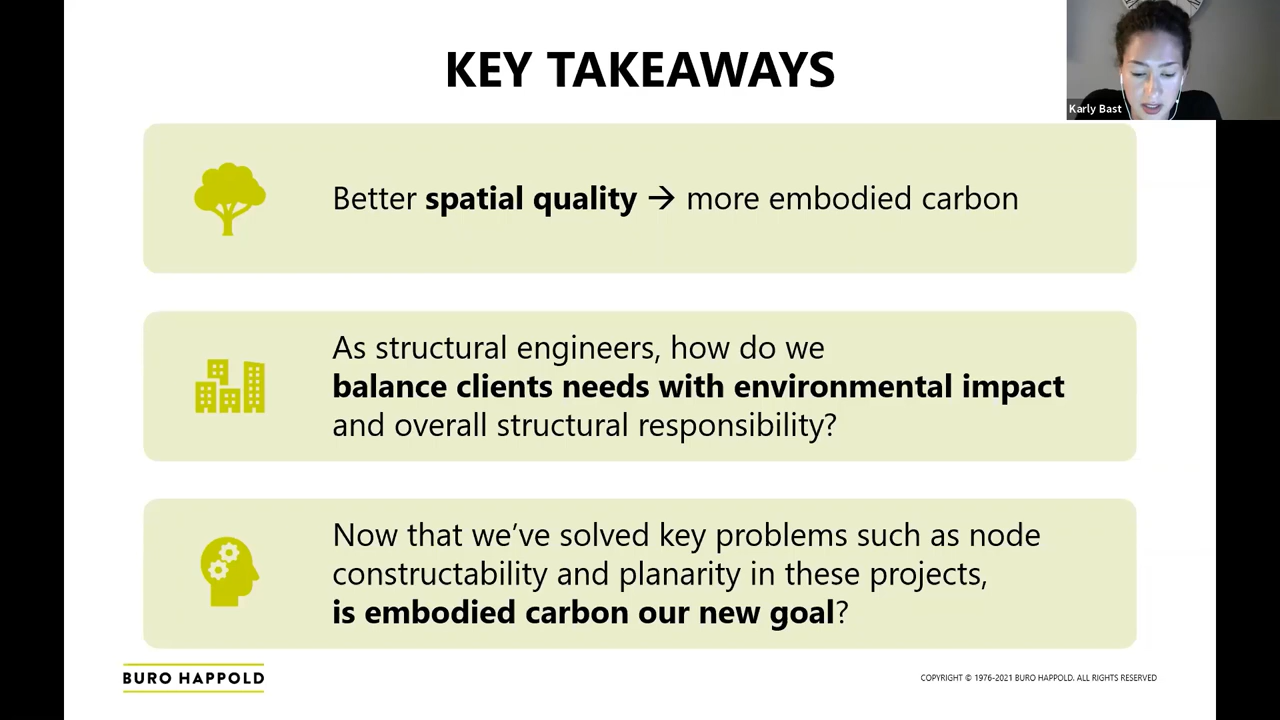 KEY TAKEAWAYS
Karly Bast
Better spatial quality → more embodied carbon
As structural engineers, how do we
balance clients needs with environmental impact
and overall structural responsibility?
Now that we’ve solved key problems such as node
constructability and planarity in these projects,
is embodied carbon our new goal?
BURO HAPPOLD
COPYRIGHT © 1976-2021 BURO HAPPOLD. ALL RIGHTS RESERVED